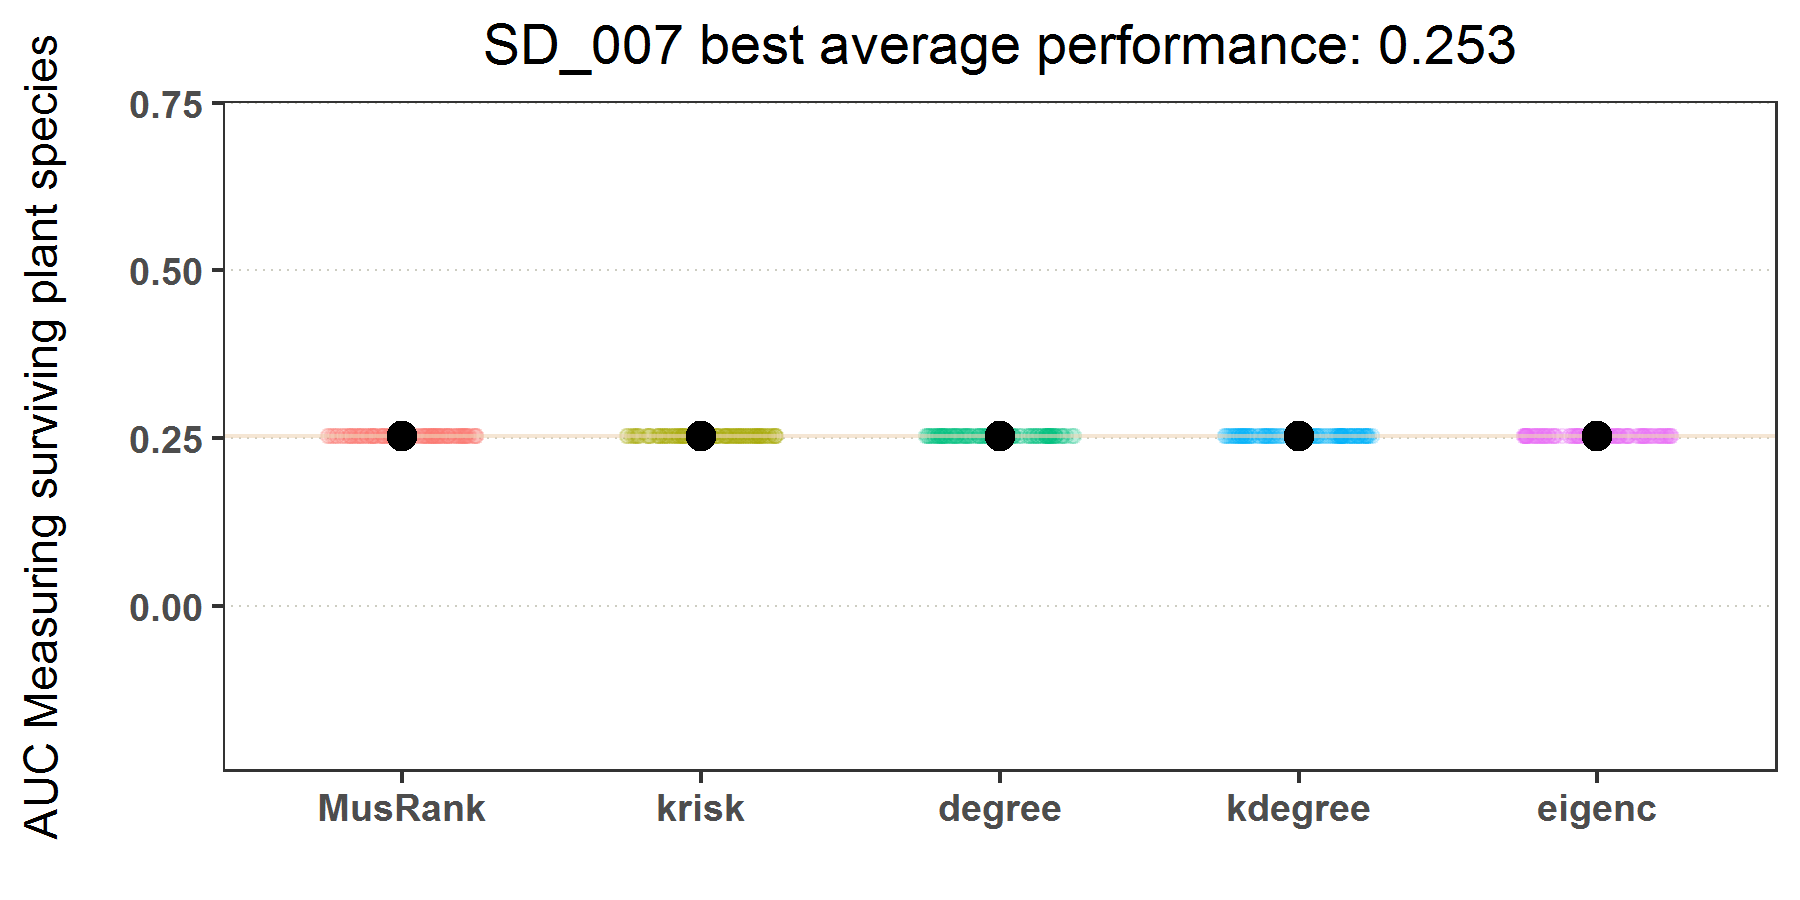 SD_007 best average performance: 0.253
AUC Measuring surviving plant species
0.75
0.50
0.25
0.00
MusRank krisk degree kdegree eigenc